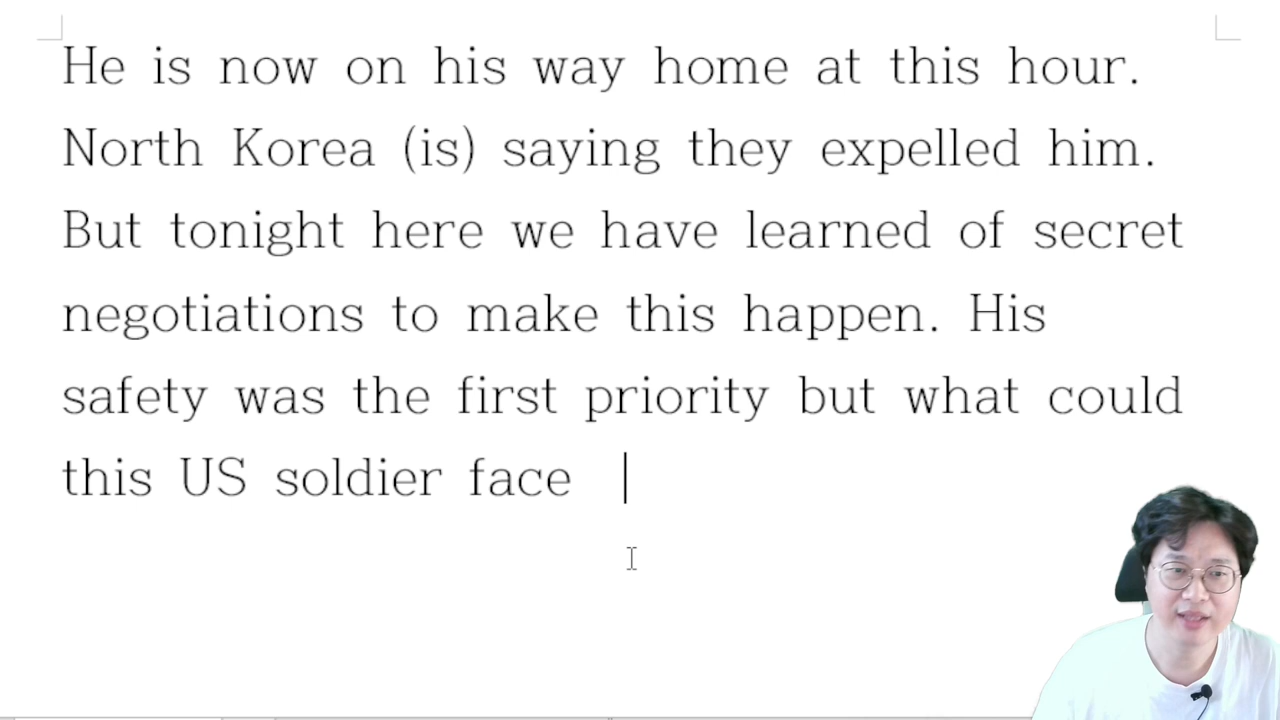 He is now on his way home at this hour.
North Korea (is) saying they expelled him.
But tonight here we have learned of secret
negotiations to make this happen. His
safety was the first priority but what could
this US soldier face